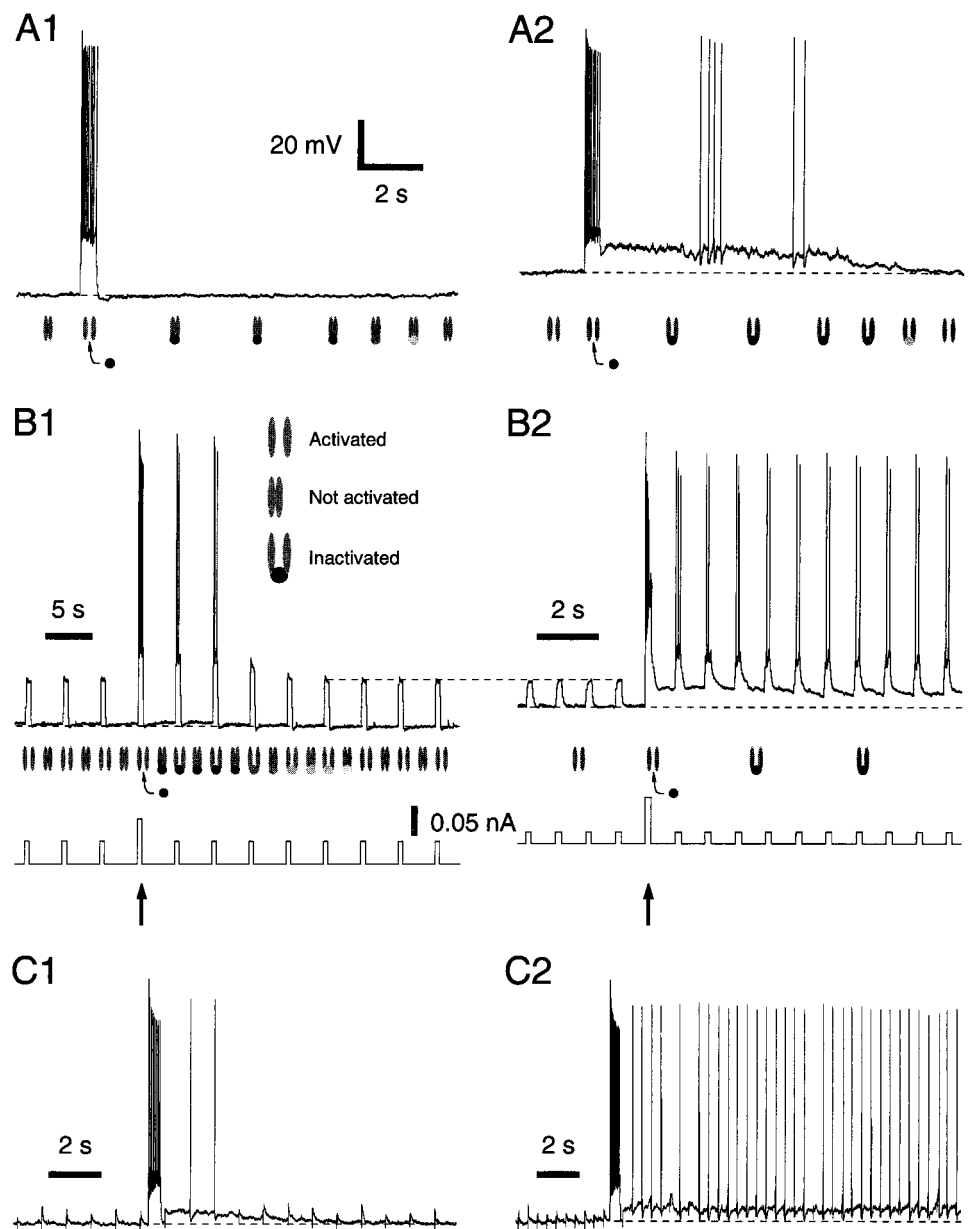 A1
A2
20 mV
2 s
B1
B2
Activated
Not activated
Inactivated
5 s
2 s
0.05 nA
C1
C2
2 s
2 s